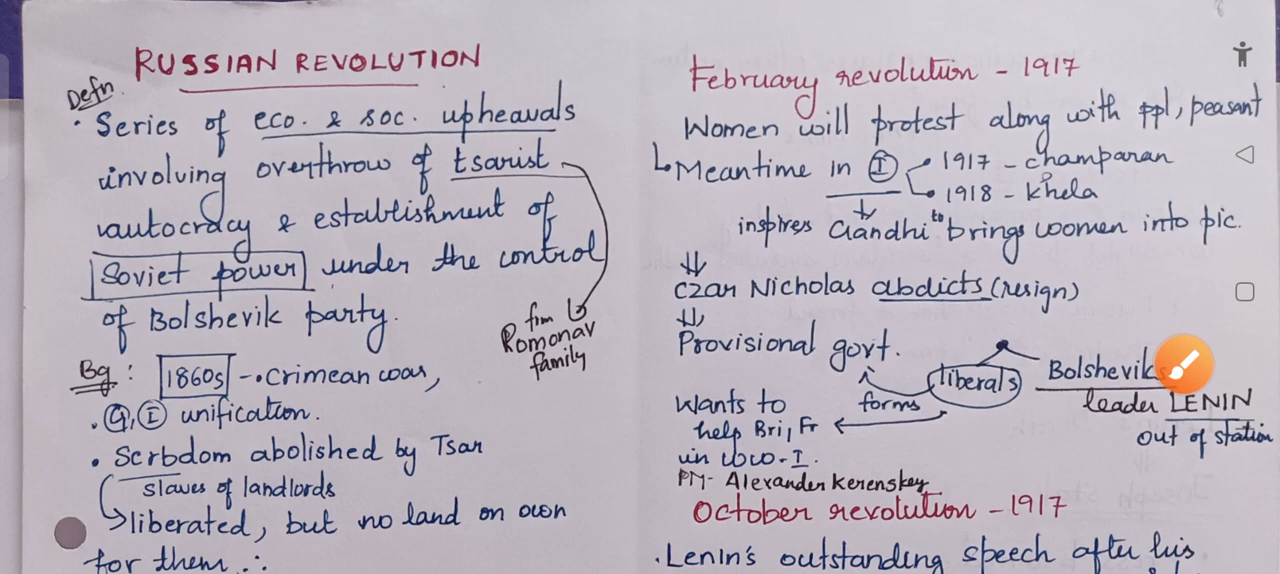 RUSSIAN REVOLUTION
Defn.
• Series of eco. & soc. upheavals
involving overthrow of tsarist
autocracy & establishment of
Soviet power under the control
of Bolshevik party.
fim
Romonav
family
Bg : 1860s - • Crimean war,
• G, I unification.
• Serbdom abolished by Tsar
slaves of landlords
liberated, but no land on own
for them ∴
February revolution - 1917
Women will protest along with ppl, peasant
Meantime in I • 1917 - champaran
• 1918 - Khela
inspires Gandhi to brings women into pic.
Czar Nicholas abdicts (resign)
Provisional govt.
liberals
Bolshevik
leader LENIN
out of station
forms
Wants to
help Bri, Fr
in WW-I.
PM- Alexander Kerenskey
October revolution - 1917
• Lenin's outstanding speech after his